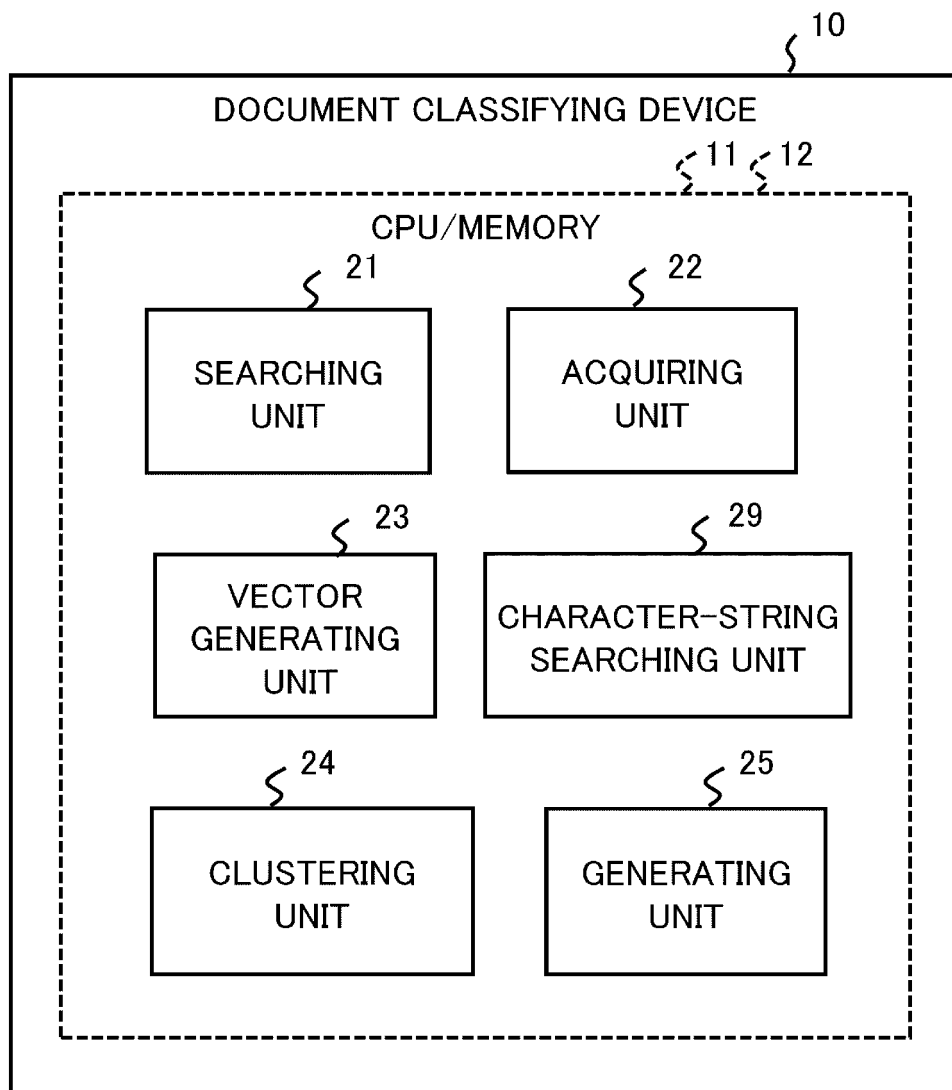 10
DOCUMENT CLASSIFYING DEVICE
11 12
CPU/MEMORY
21
SEARCHING
UNIT
22
ACQUIRING
UNIT
23
VECTOR
GENERATING
UNIT
29
CHARACTER-STRING
SEARCHING UNIT
24
CLUSTERING
UNIT
25
GENERATING
UNIT